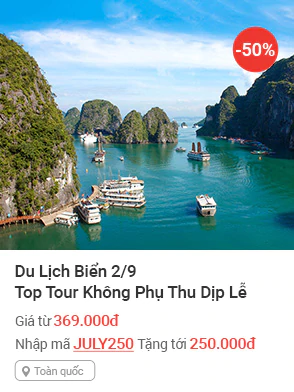 -50%
Du Lịch Biển 2/9
Top Tour Không Phụ Thu Dịp Lễ
Giá từ 369.000đ
Nhập mã JULY250 Tặng tới 250.000đ
Toàn quốc